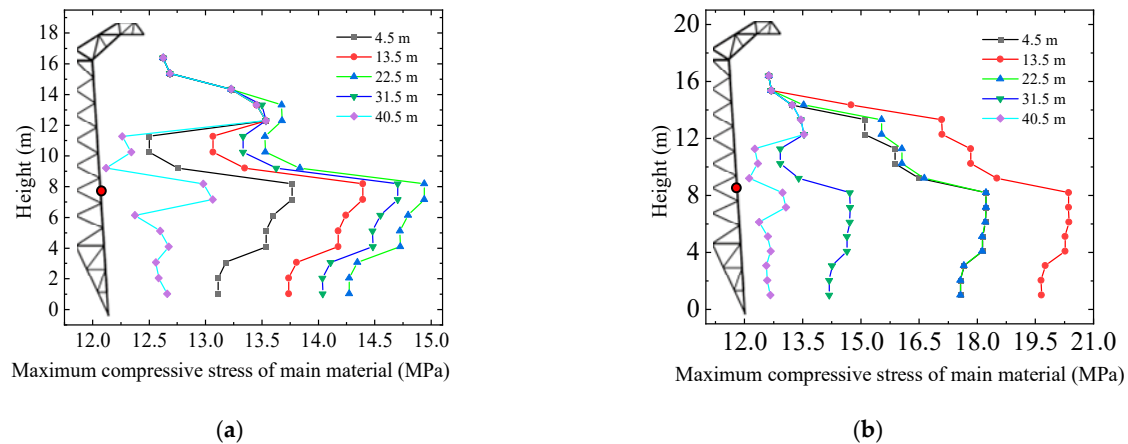 18
16
14
12
10
8
6
4
2
0
Height (m)
4.5 m
13.5 m
22.5 m
31.5 m
40.5 m
12.0 12.5 13.0 13.5 14.0 14.5 15.0
Maximum compressive stress of main material (MPa)
(a)
20
16
12
8
4
0
Height (m)
4.5 m
13.5 m
22.5 m
31.5 m
40.5 m
12.0 13.5 15.0 16.5 18.0 19.5 21.0
Maximum compressive stress of main material (MPa)
(b)